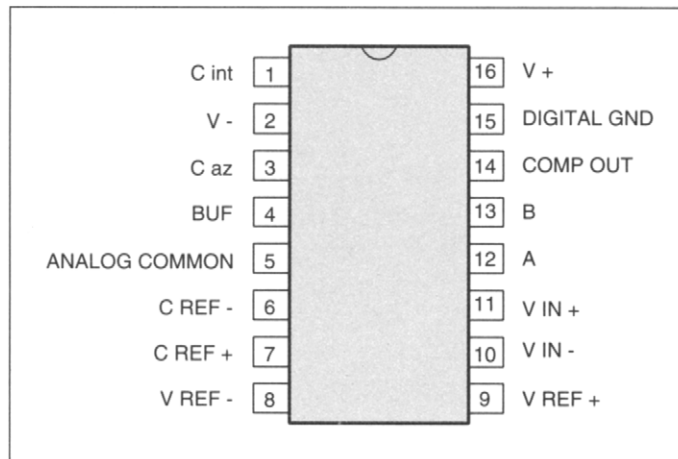 C int 1 16 V +
V - 2 15 DIGITAL GND
C az 3 14 COMP OUT
BUF 4 13 B
ANALOG COMMON 5 12 A
C REF - 6 11 V IN +
C REF + 7 10 V IN -
V REF - 8 9 V REF +